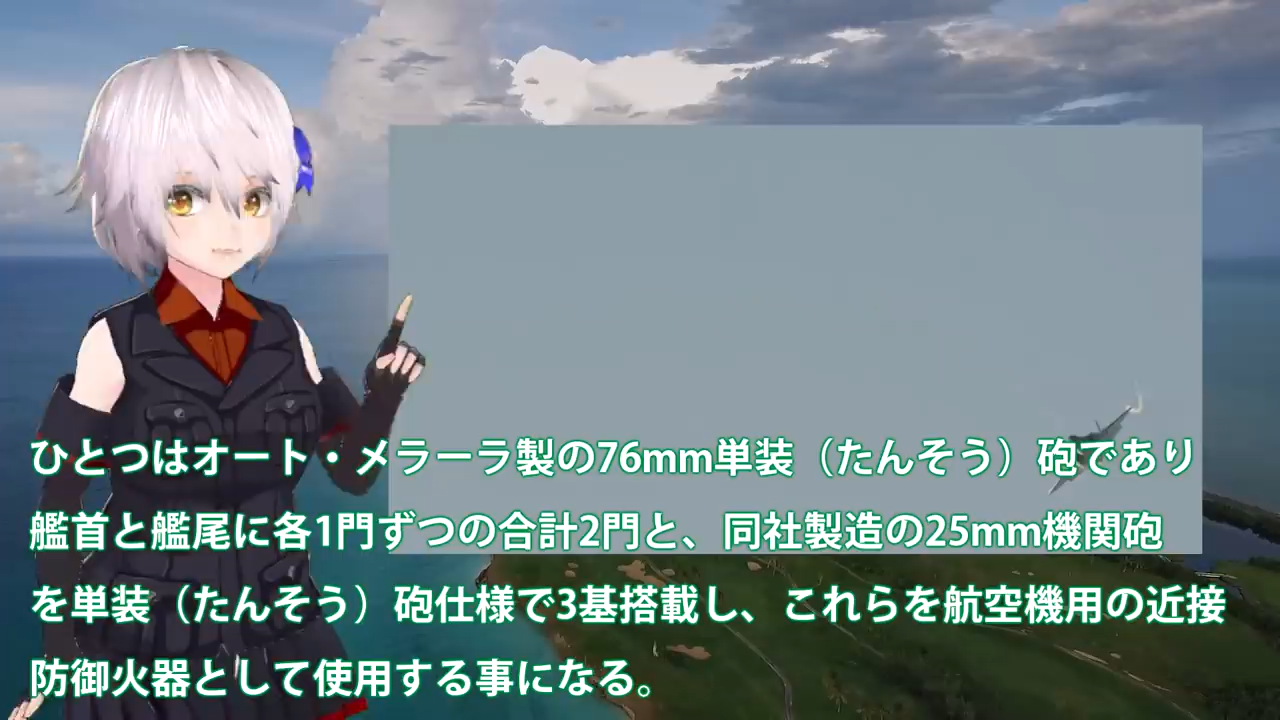 ひとつはオート・メラーラ製の76mm単装（たんそう）砲であり
艦首と艦尾に各1門ずつの合計2門と、同社製造の25mm機関砲
を単装（たんそう）砲仕様で3基搭載し、これらを航空機用の近接
防御火器として使用する事になる。